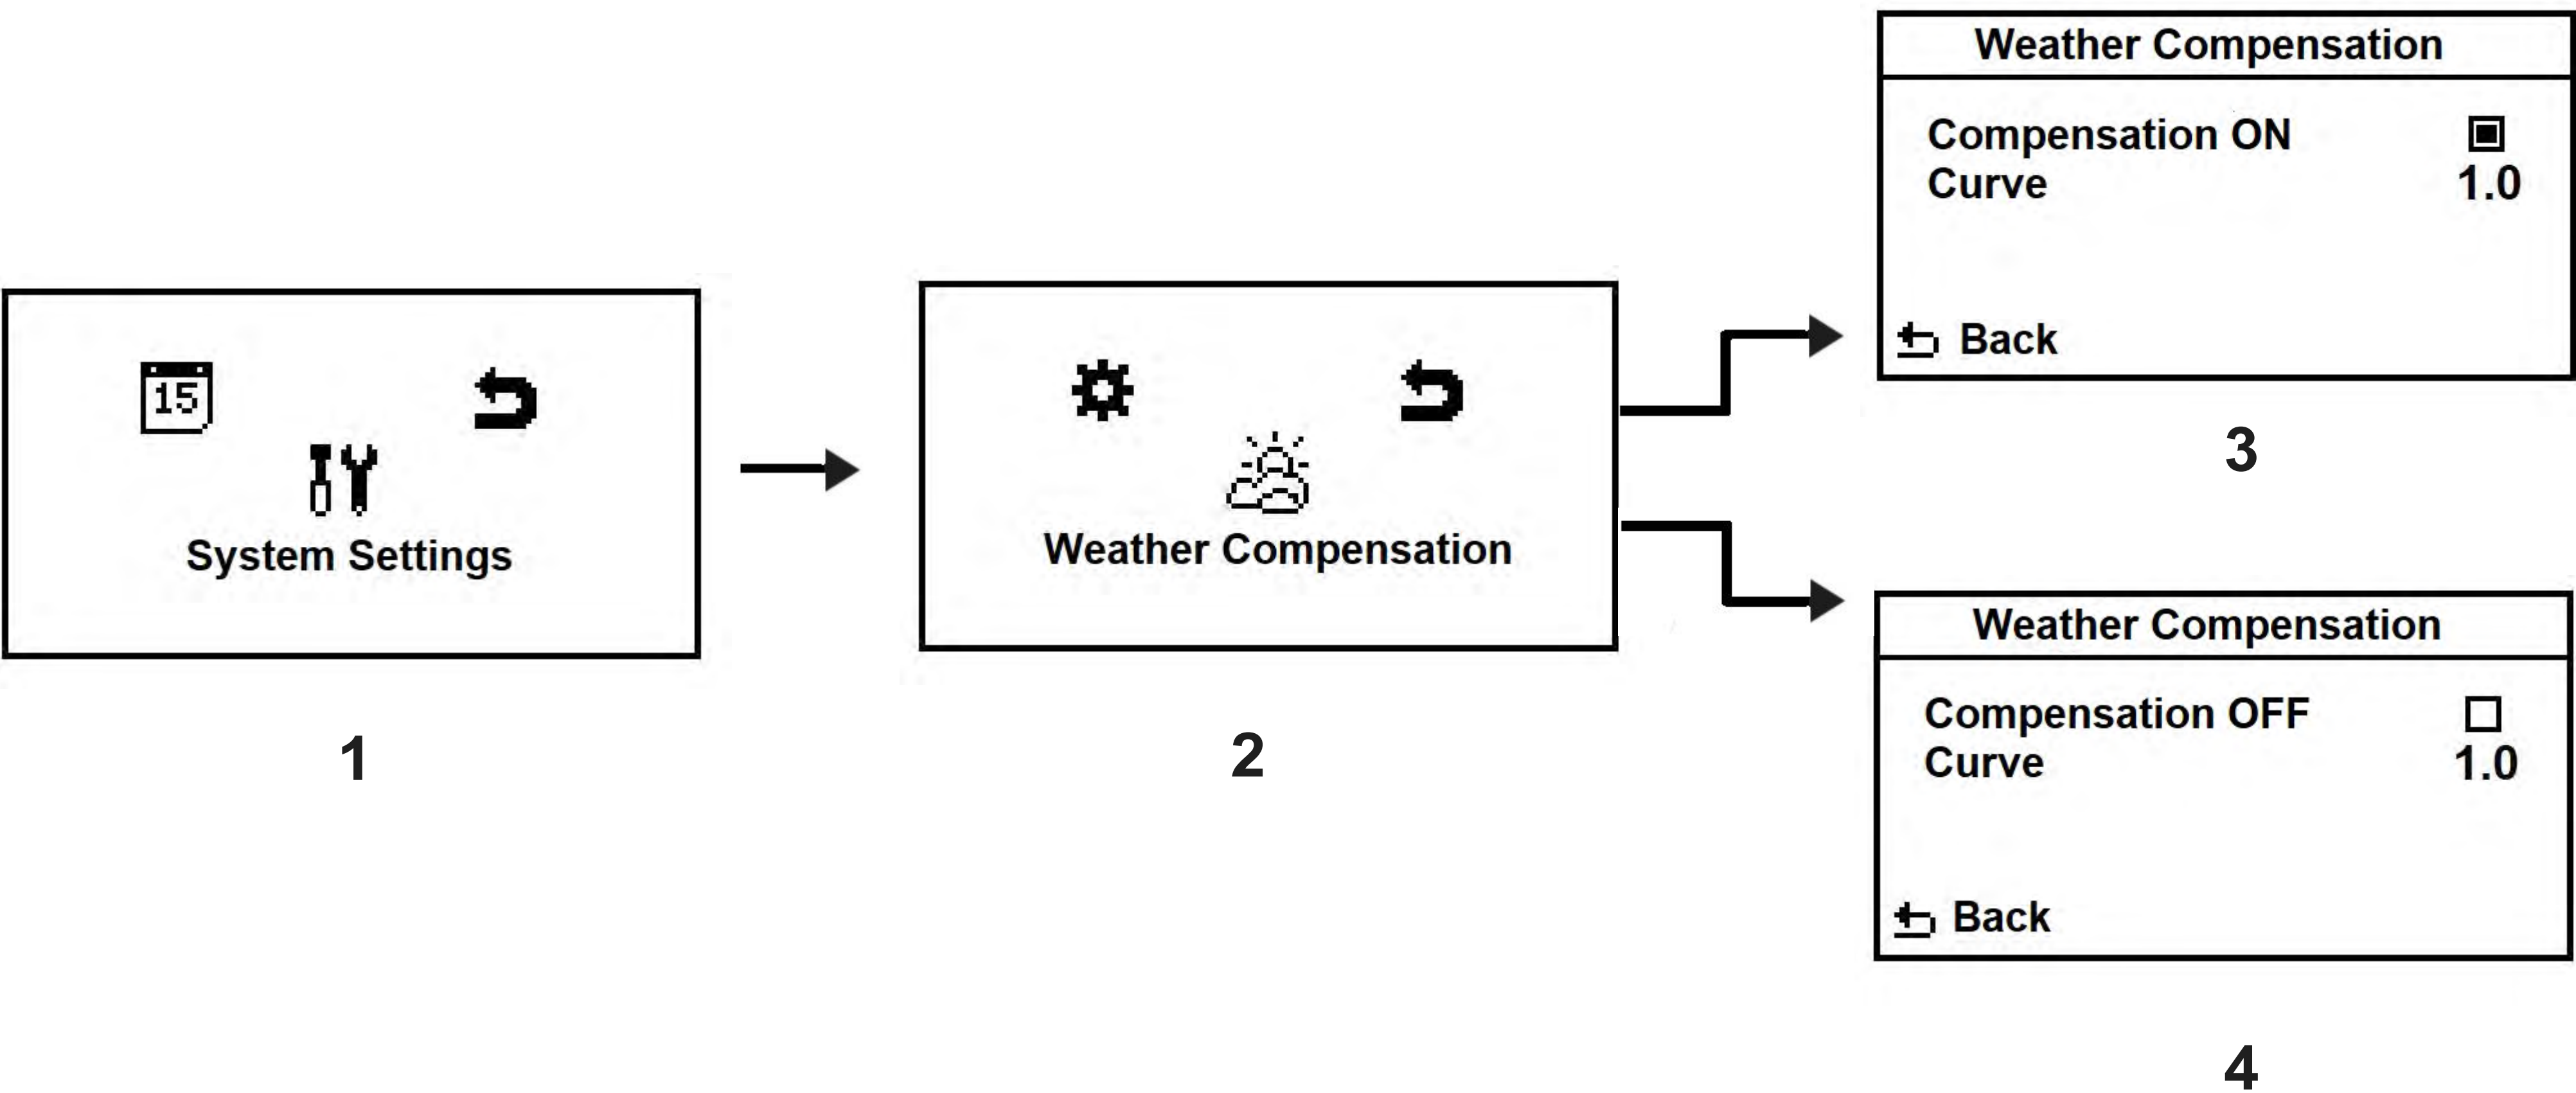 15
System Settings
1
Weather Compensation
2
Weather Compensation
Compensation ON
Curve 1.0
Back
3
Weather Compensation
Compensation OFF
Curve 1.0
Back
4